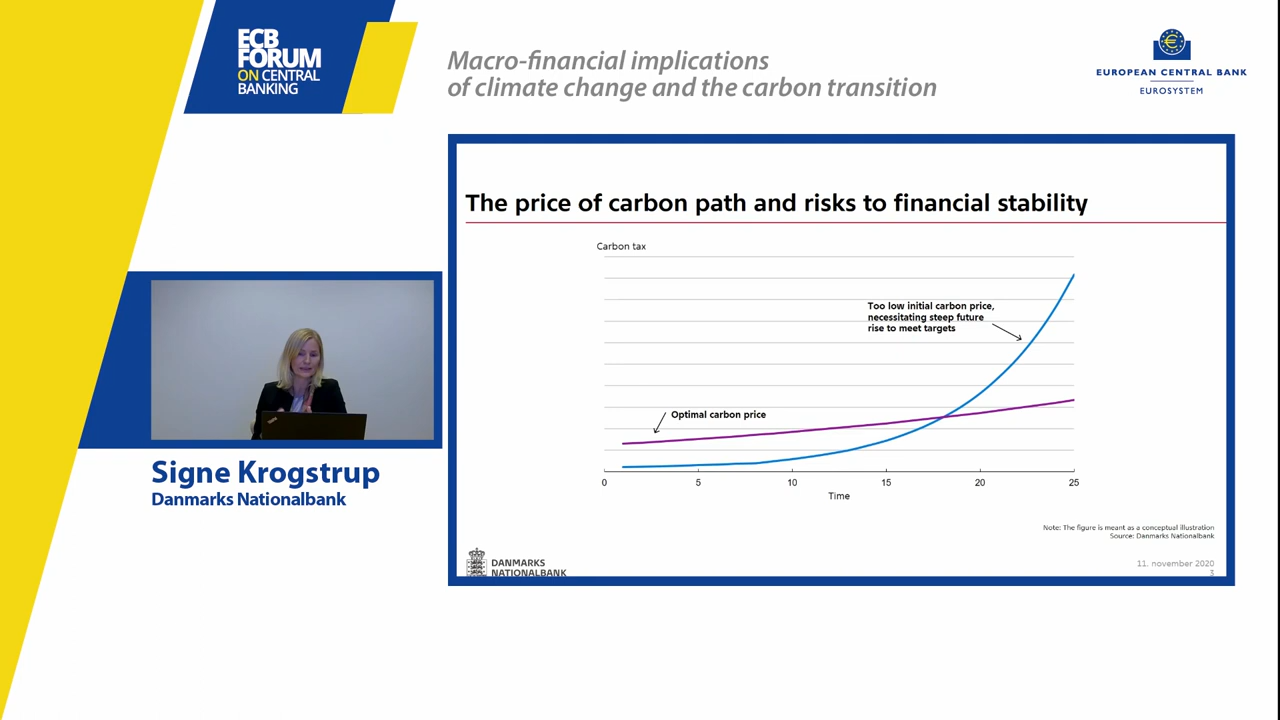 ECB
FORUM
ON CENTRAL
BANKING
Macro-financial implications
of climate change and the carbon transition
EUROPEAN CENTRAL BANK
EUROSYSTEM
The price of carbon path and risks to financial stability
Carbon tax
Too low initial carbon price,
necessitating steep future
rise to meet targets
Optimal carbon price
0 5 10 15 20 25
Time
Note: The figure is meant as a conceptual illustration
Source: Danmarks Nationalbank
DANMARKS
NATIONALBANK
11. november 2020
3
Signe Krogstrup
Danmarks Nationalbank